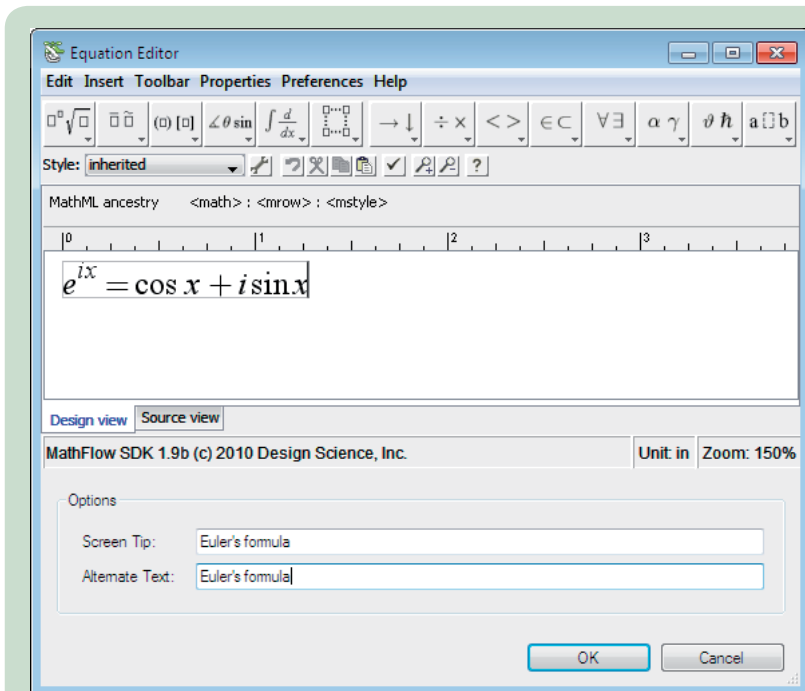 Equation Editor
Edit Insert Toolbar Properties Preferences Help
(▫) [▫] ∠θ sin ∫ d/dx → ↓ ÷ × < > ∈ ⊂ ∀ ∃ α γ ϑ ℏ a b
Style: inherited ?
MathML ancestry <math> : <mrow> : <mstyle>
0 1 2 3
e^{ix} = cos x + i sin x
Design view Source view
MathFlow SDK 1.9b (c) 2010 Design Science, Inc. Unit: in Zoom: 150%
Options
Screen Tip: Euler's formula
Alternate Text: Euler's formula
OK Cancel